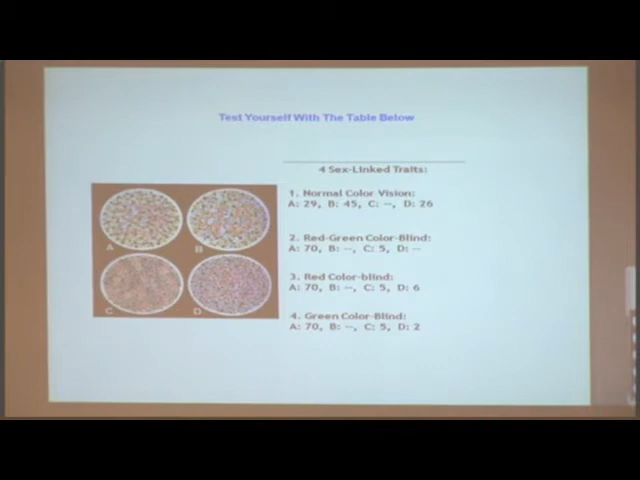 Test Yourself With The Table Below
4 Sex-Linked Traits:
1. Normal Color Vision:
A: 29, B: 45, C: --, D: 26
2. Red-Green Color-Blind:
A: 70, B: --, C: 5, D: --
3. Red Color-blind:
A: 70, B: --, C: 5, D: 6
4. Green Color-Blind:
A: 70, B: --, C: 5, D: 2
A B
C D